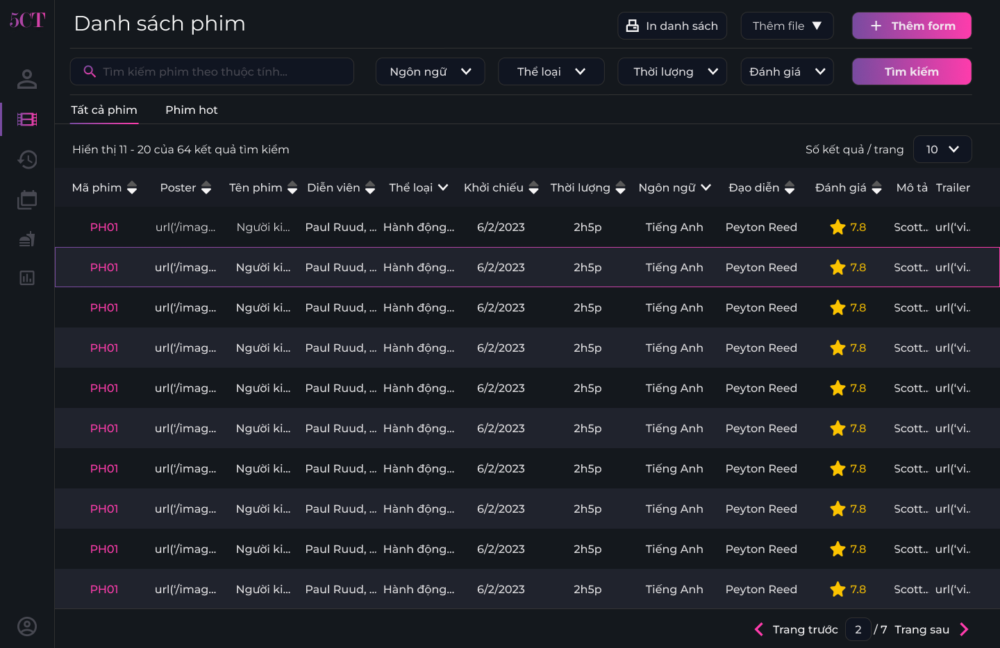 5CT
Danh sách phim
In danh sách
Thêm file
Thêm form
Tìm kiếm phim theo thuộc tính...
Ngôn ngữ
Thể loại
Thời lượng
Đánh giá
Tìm kiếm
Tất cả phim
Phim hot
Hiển thị 11 - 20 của 64 kết quả tìm kiếm
Số kết quả / trang
10
Mã phim Poster Tên phim Diễn viên Thể loại Khởi chiếu Thời lượng Ngôn ngữ Đạo diễn Đánh giá Mô tả Trailer
PH01 url(‘/imag... Người ki... Paul Ruud, ... Hành động... 6/2/2023 2h5p Tiếng Anh Peyton Reed 7.8 Scott... url(‘vi..
PH01 url(‘/imag... Người ki... Paul Ruud, ... Hành động... 6/2/2023 2h5p Tiếng Anh Peyton Reed 7.8 Scott... url(‘vi..
PH01 url(‘/imag... Người ki... Paul Ruud, ... Hành động... 6/2/2023 2h5p Tiếng Anh Peyton Reed 7.8 Scott... url(‘vi..
PH01 url(‘/imag... Người ki... Paul Ruud, ... Hành động... 6/2/2023 2h5p Tiếng Anh Peyton Reed 7.8 Scott... url(‘vi..
PH01 url(‘/imag... Người ki... Paul Ruud, ... Hành động... 6/2/2023 2h5p Tiếng Anh Peyton Reed 7.8 Scott... url(‘vi..
PH01 url(‘/imag... Người ki... Paul Ruud, ... Hành động... 6/2/2023 2h5p Tiếng Anh Peyton Reed 7.8 Scott... url(‘vi..
PH01 url(‘/imag... Người ki... Paul Ruud, ... Hành động... 6/2/2023 2h5p Tiếng Anh Peyton Reed 7.8 Scott... url(‘vi..
PH01 url(‘/imag... Người ki... Paul Ruud, ... Hành động... 6/2/2023 2h5p Tiếng Anh Peyton Reed 7.8 Scott... url(‘vi..
PH01 url(‘/imag... Người ki... Paul Ruud, ... Hành động... 6/2/2023 2h5p Tiếng Anh Peyton Reed 7.8 Scott... url(‘vi..
PH01 url(‘/imag... Người ki... Paul Ruud, ... Hành động... 6/2/2023 2h5p Tiếng Anh Peyton Reed 7.8 Scott... url(‘vi..
Trang trước 2 / 7 Trang sau